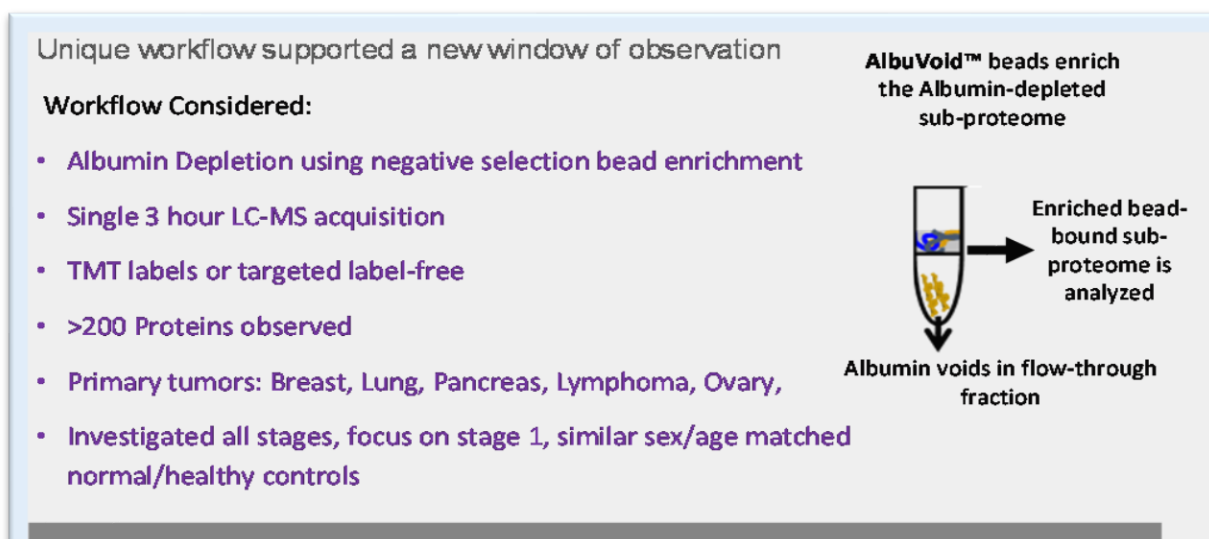 Unique workflow supported a new window of observation
Workflow Considered:
• Albumin Depletion using negative selection bead enrichment
• Single 3 hour LC-MS acquisition
• TMT labels or targeted label-free
• >200 Proteins observed
• Primary tumors: Breast, Lung, Pancreas, Lymphoma, Ovary,
• Investigated all stages, focus on stage 1, similar sex/age matched
normal/healthy controls
AlbuVoid™ beads enrich
the Albumin-depleted
sub-proteome
Enriched bead-
bound sub-
proteome is
analyzed
Albumin voids in flow-through
fraction